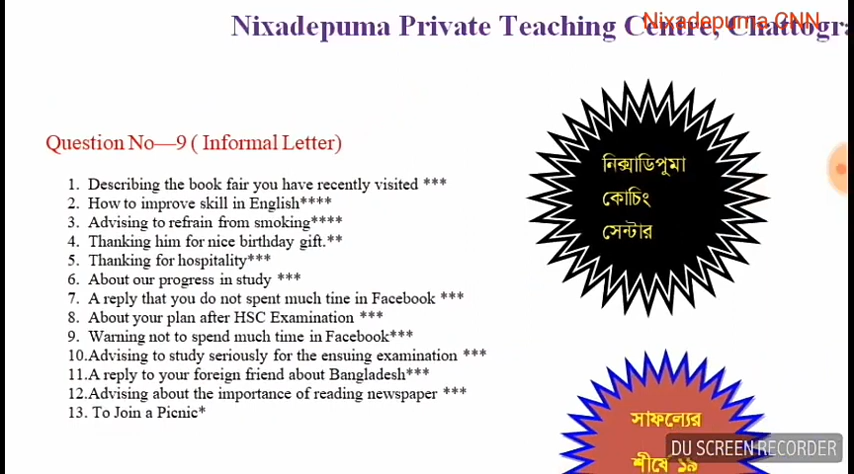 Nixadepuma Private Teaching Centre, Chattogra
Nixadepuma CNN
Question No—9 ( Informal Letter)
1. Describing the book fair you have recently visited ***
2. How to improve skill in English****
3. Advising to refrain from smoking****
4. Thanking him for nice birthday gift.**
5. Thanking for hospitality***
6. About our progress in study ***
7. A reply that you do not spent much tine in Facebook ***
8. About your plan after HSC Examination ***
9. Warning not to spend much time in Facebook***
10.Advising to study seriously for the ensuing examination ***
11.A reply to your foreign friend about Bangladesh***
12.Advising about the importance of reading newspaper ***
13. To Join a Picnic*
নিক্সাডিপুমা
কোচিং
সেন্টার
সাফল্যের
শীর্ষে ১৯
DU SCREEN RECORDER